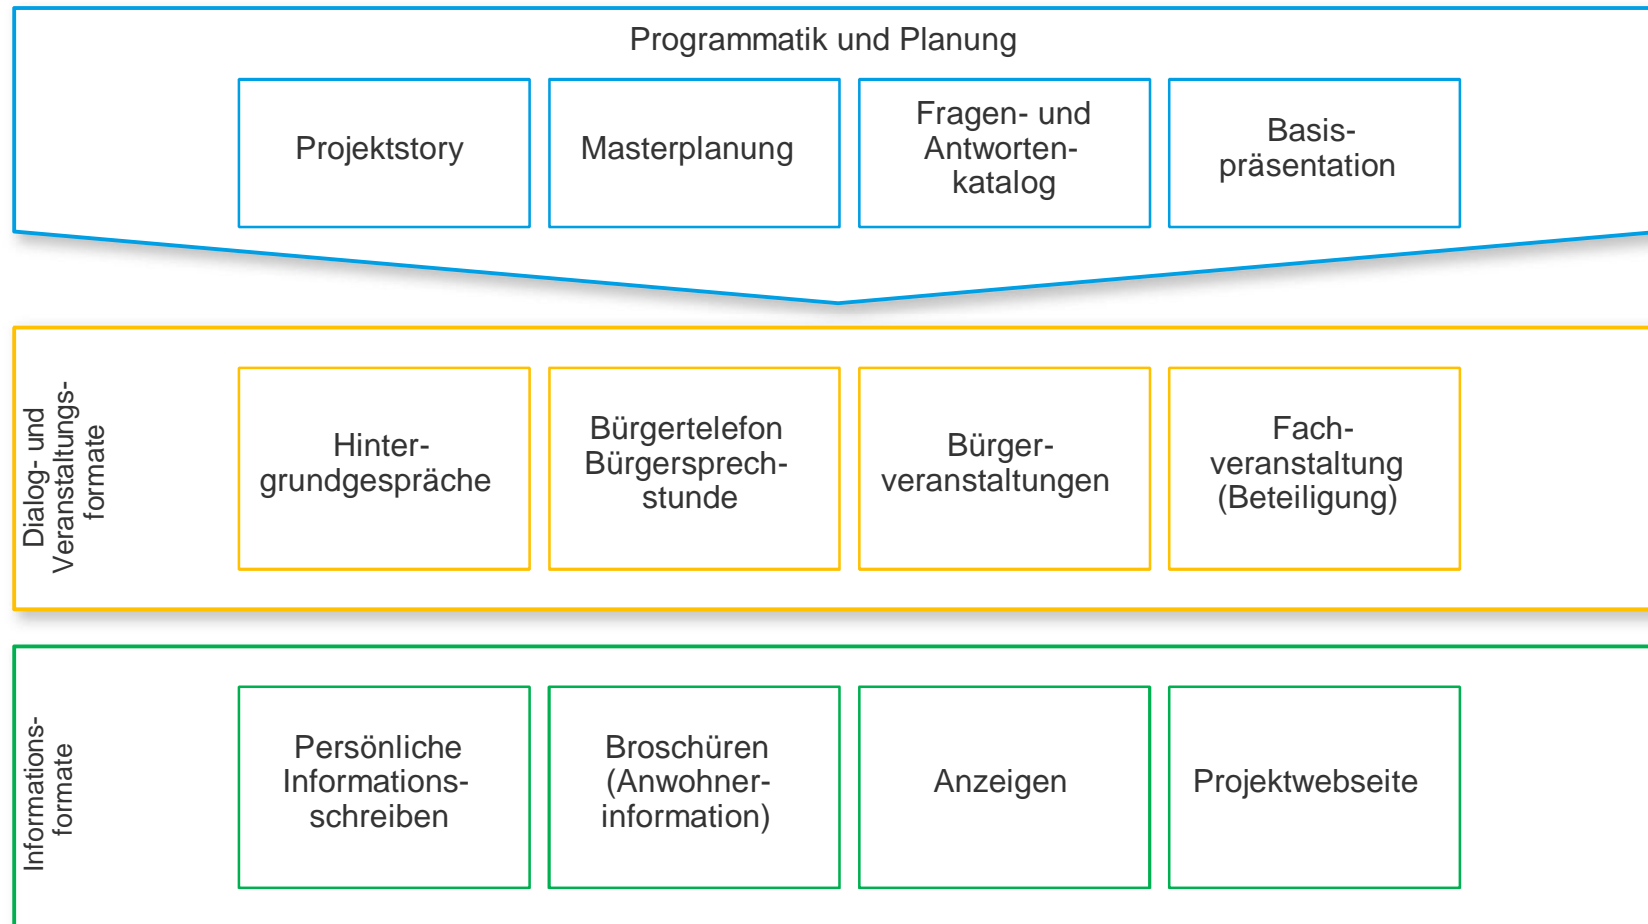 Programmatik und Planung
Projektstory
Masterplanung
Fragen- und
Antworten-
katalog
Basis-
präsentation
Dialog- und
Veranstaltungs-
formate
Hinter-
grundgespräche
Bürgertelefon
Bürgersprech-
stunde
Bürger-
veranstaltungen
Fach-
veranstaltung
(Beteiligung)
Informations-
formate
Persönliche
Informations-
schreiben
Broschüren
(Anwohner-
information)
Anzeigen
Projektwebseite